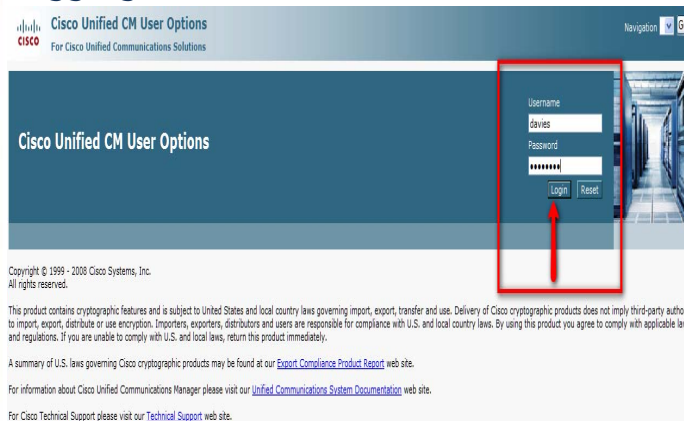 Cisco Unified CM User Options
CISCO
For Cisco Unified Communications Solutions
Navigation
Username
davies
Cisco Unified CM User Options
Password
••••••••
Login Reset
Copyright © 1999 - 2008 Cisco Systems, Inc.
All rights reserved.
This product contains cryptographic features and is subject to United States and local country laws governing import, export, transfer and use. Delivery of Cisco cryptographic products does not imply third-party
to import, export, distribute or use encryption. Importers, exporters, distributors and users are responsible for compliance with U.S. and local country laws. By using this product you agree to comply with applicable
and regulations. If you are unable to comply with U.S. and local laws, return this product immediately.
A summary of U.S. laws governing Cisco cryptographic products may be found at our Export Compliance Product Report web site.
For information about Cisco Unified Communications Manager please visit our Unified Communications System Documentation web site.
For Cisco Technical Support please visit our Technical Support web site.